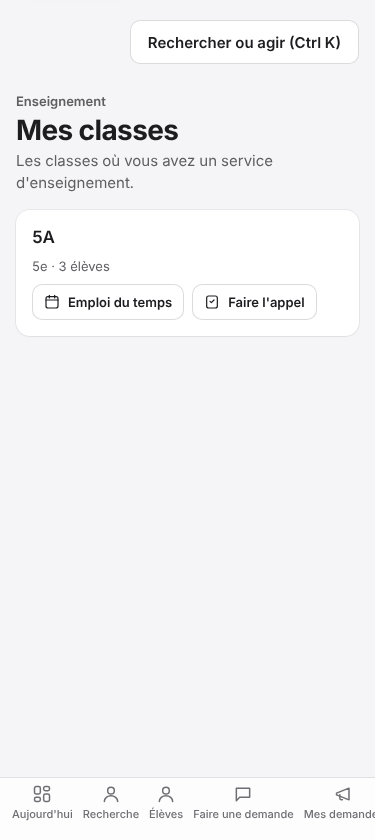 Rechercher ou agir (Ctrl K)
Enseignement
Mes classes
Les classes où vous avez un service
d'enseignement.
5A
5e · 3 élèves
Emploi du temps
Faire l'appel
Aujourd'hui
Recherche
Élèves
Faire une demande
Mes demande